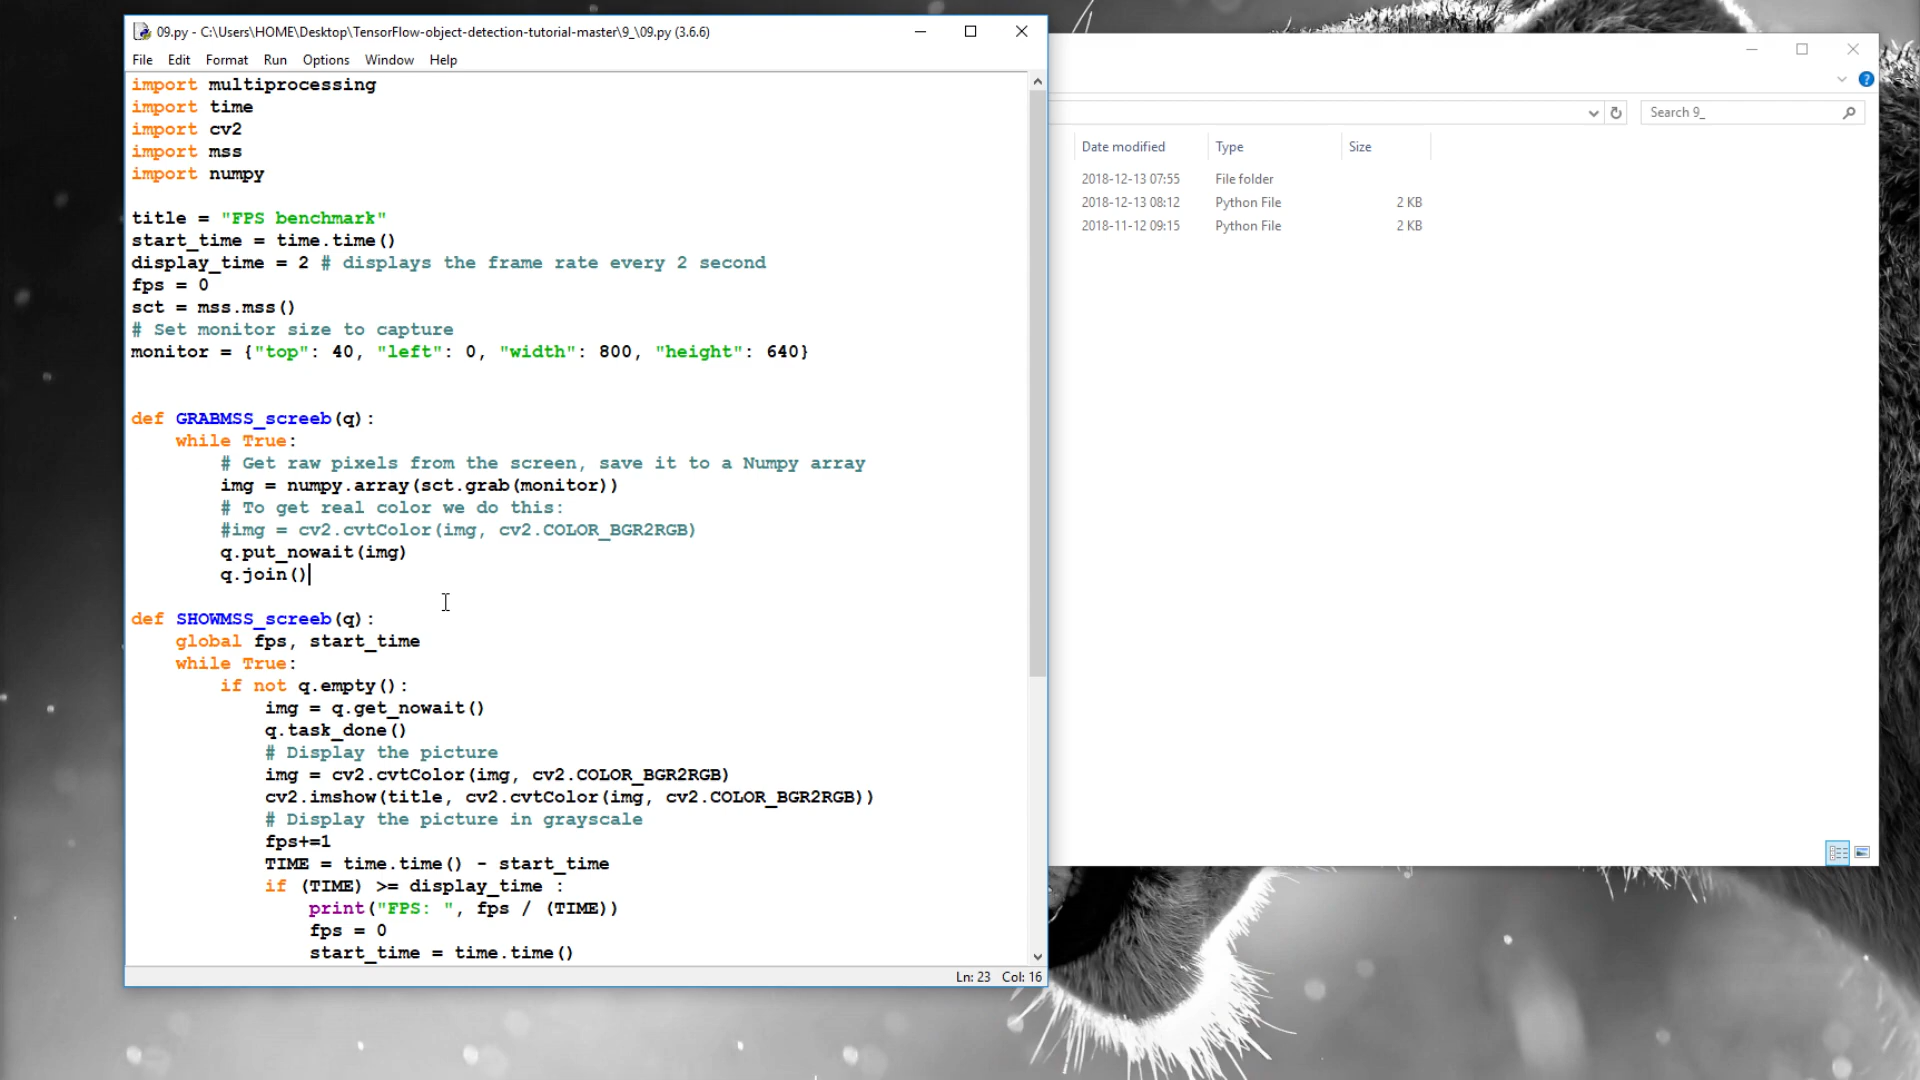 09.py - C:\Users\HOME\Desktop\TensorFlow-object-detection-tutorial-master\9_\09.py (3.6.6)
File Edit Format Run Options Window Help
import multiprocessing
import time
import cv2
import mss
import numpy
title = "FPS benchmark"
start_time = time.time()
display_time = 2 # displays the frame rate every 2 second
fps = 0
sct = mss.mss()
# Set monitor size to capture
monitor = {"top": 40, "left": 0, "width": 800, "height": 640}
def GRABMSS_screeb(q):
    while True:
        # Get raw pixels from the screen, save it to a Numpy array
        img = numpy.array(sct.grab(monitor))
        # To get real color we do this:
        #img = cv2.cvtColor(img, cv2.COLOR_BGR2RGB)
        q.put_nowait(img)
        q.join()
def SHOWMSS_screeb(q):
    global fps, start_time
    while True:
        if not q.empty():
            img = q.get_nowait()
            q.task_done()
            # Display the picture
            img = cv2.cvtColor(img, cv2.COLOR_BGR2RGB)
            cv2.imshow(title, cv2.cvtColor(img, cv2.COLOR_BGR2RGB))
            # Display the picture in grayscale
            fps+=1
            TIME = time.time() - start_time
            if (TIME) >= display_time :
                print("FPS: ", fps / (TIME))
                fps = 0
                start_time = time.time()
Ln: 23 Col: 16
Search 9_
Date modified Type Size
2018-12-13 07:55 File folder
2018-12-13 08:12 Python File 2 KB
2018-11-12 09:15 Python File 2 KB